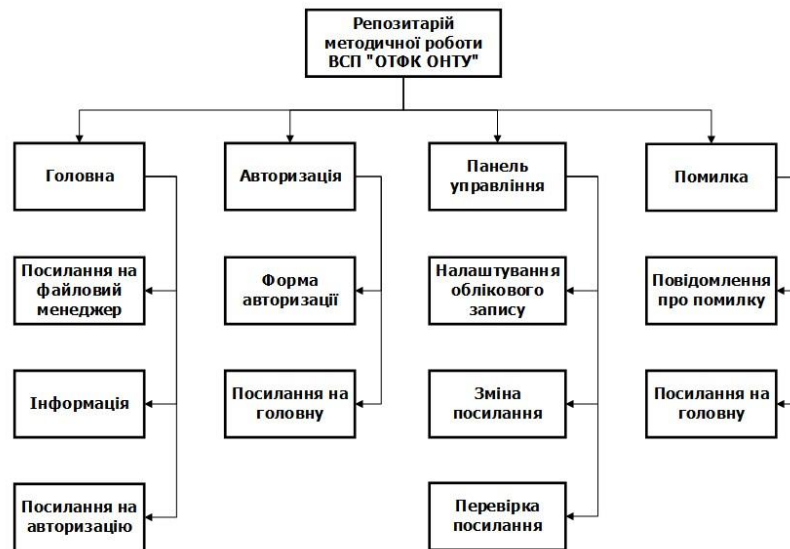 Репозитарій
методичної роботи
ВСП "ОТФК ОНТУ"
Головна
Авторизація
Панель
управління
Помилка
Посилання на
файловий
менеджер
Форма
авторизації
Налаштування
облікового
запису
Повідомлення
про помилку
Інформація
Посилання на
головну
Зміна
посилання
Посилання на
головну
Посилання на
авторизацію
Перевірка
посилання